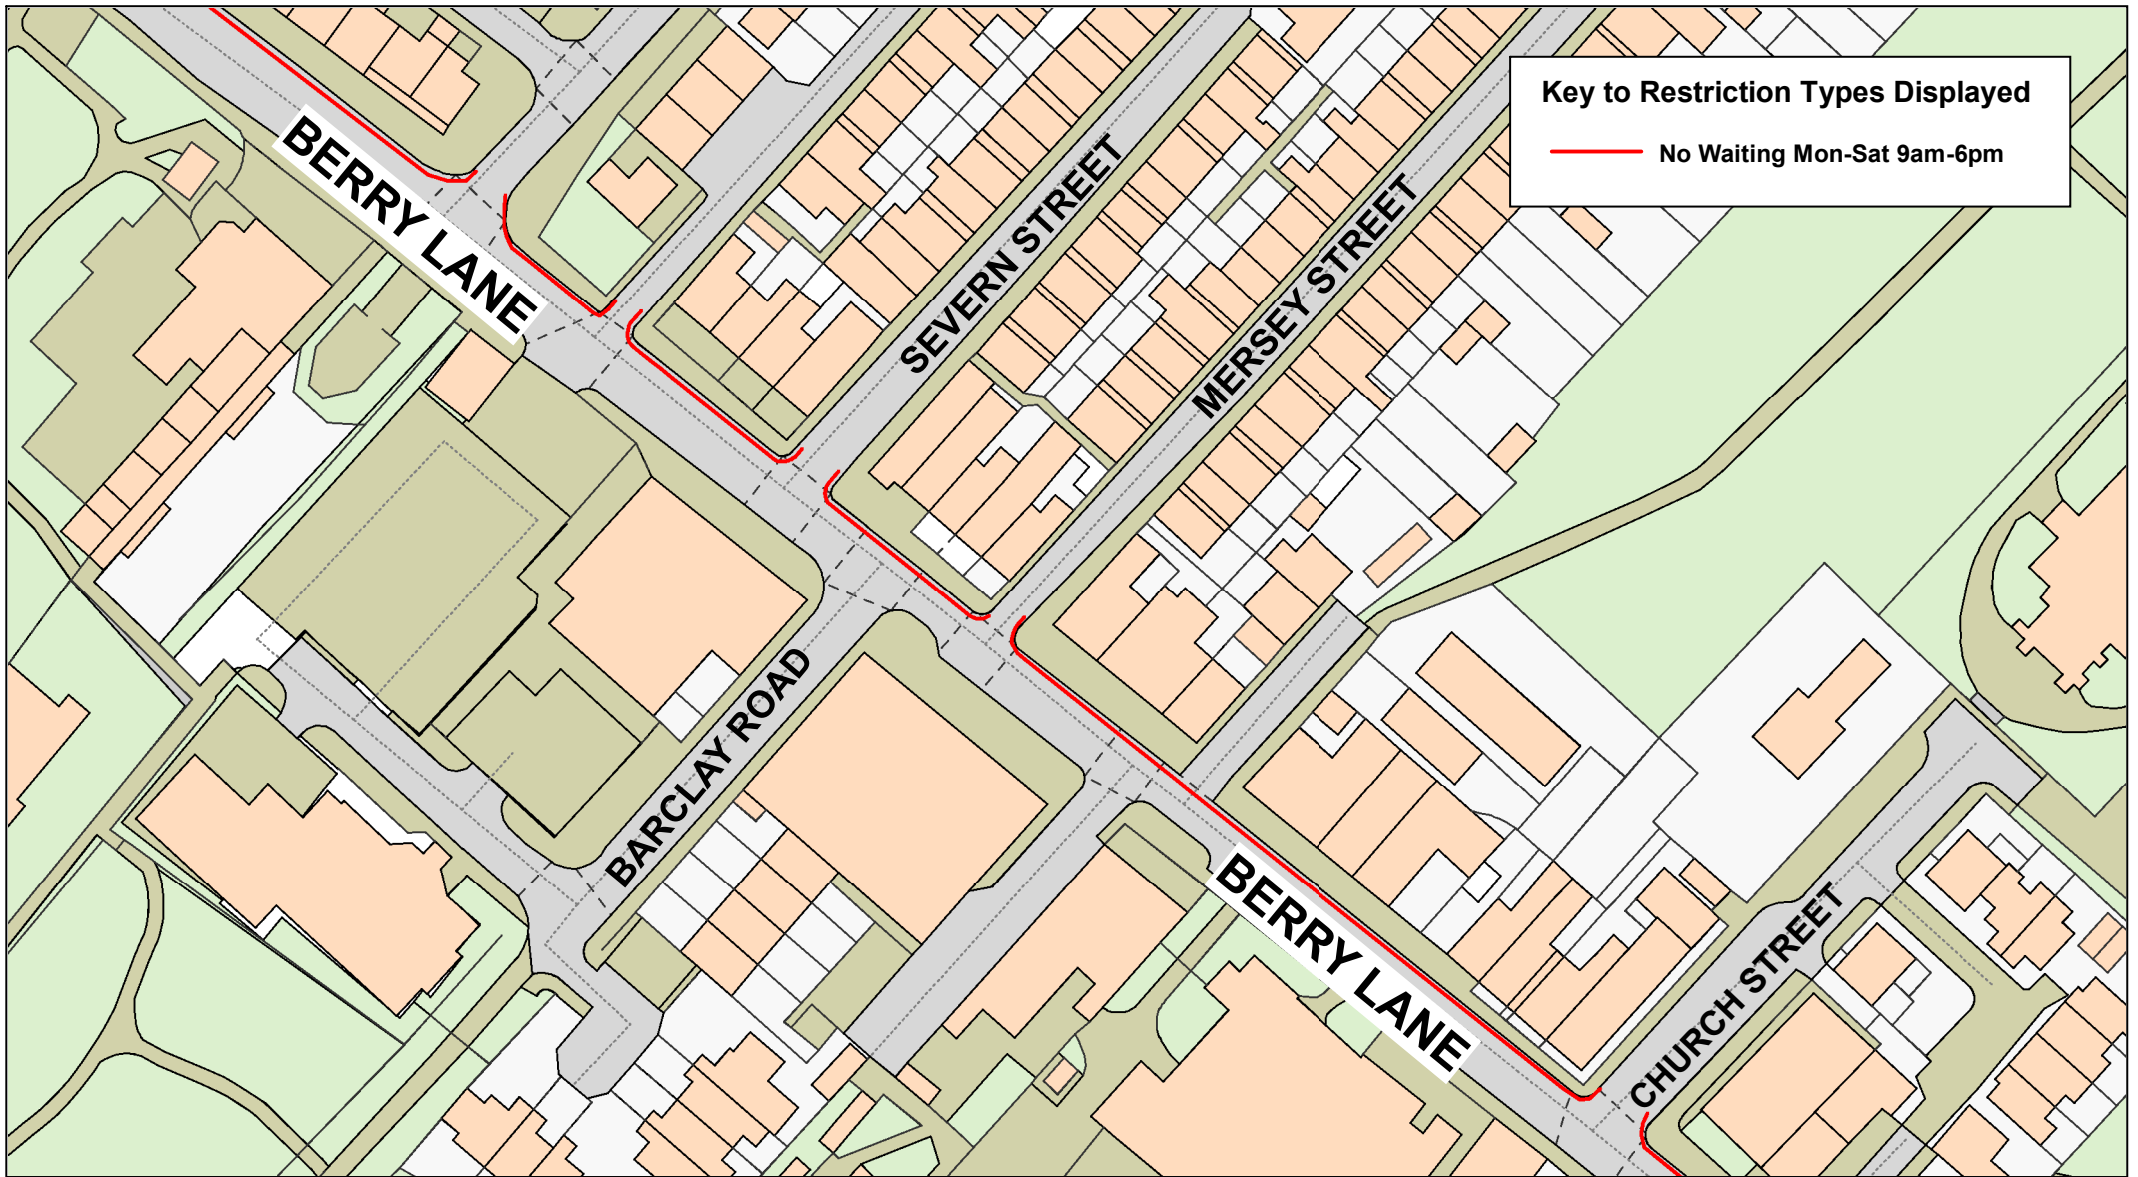 Key to Restriction Types Displayed
No Waiting Mon-Sat 9am-6pm
BERRY LANE
SEVERN STREET
MERSEY STREET
BARCLAY ROAD
BERRY LANE
CHURCH STREET